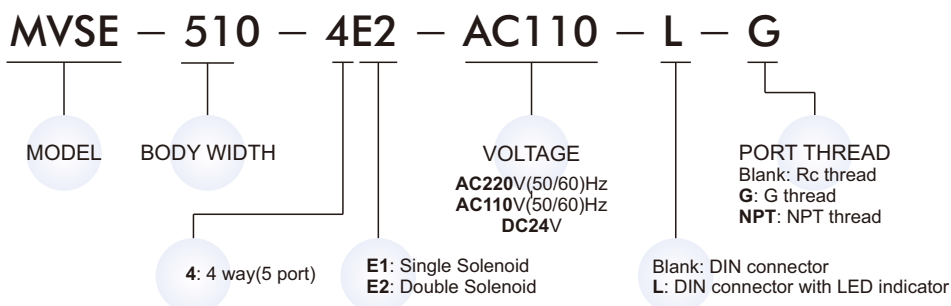 MVSE – 510 – 4E2 – AC110 – L – G
MODEL
BODY WIDTH
VOLTAGE
AC220V(50/60)Hz
AC110V(50/60)Hz
DC24V
PORT THREAD
Blank: Rc thread
G: G thread
NPT: NPT thread
4: 4 way(5 port)
E1: Single Solenoid
E2: Double Solenoid
Blank: DIN connector
L: DIN connector with LED indicator